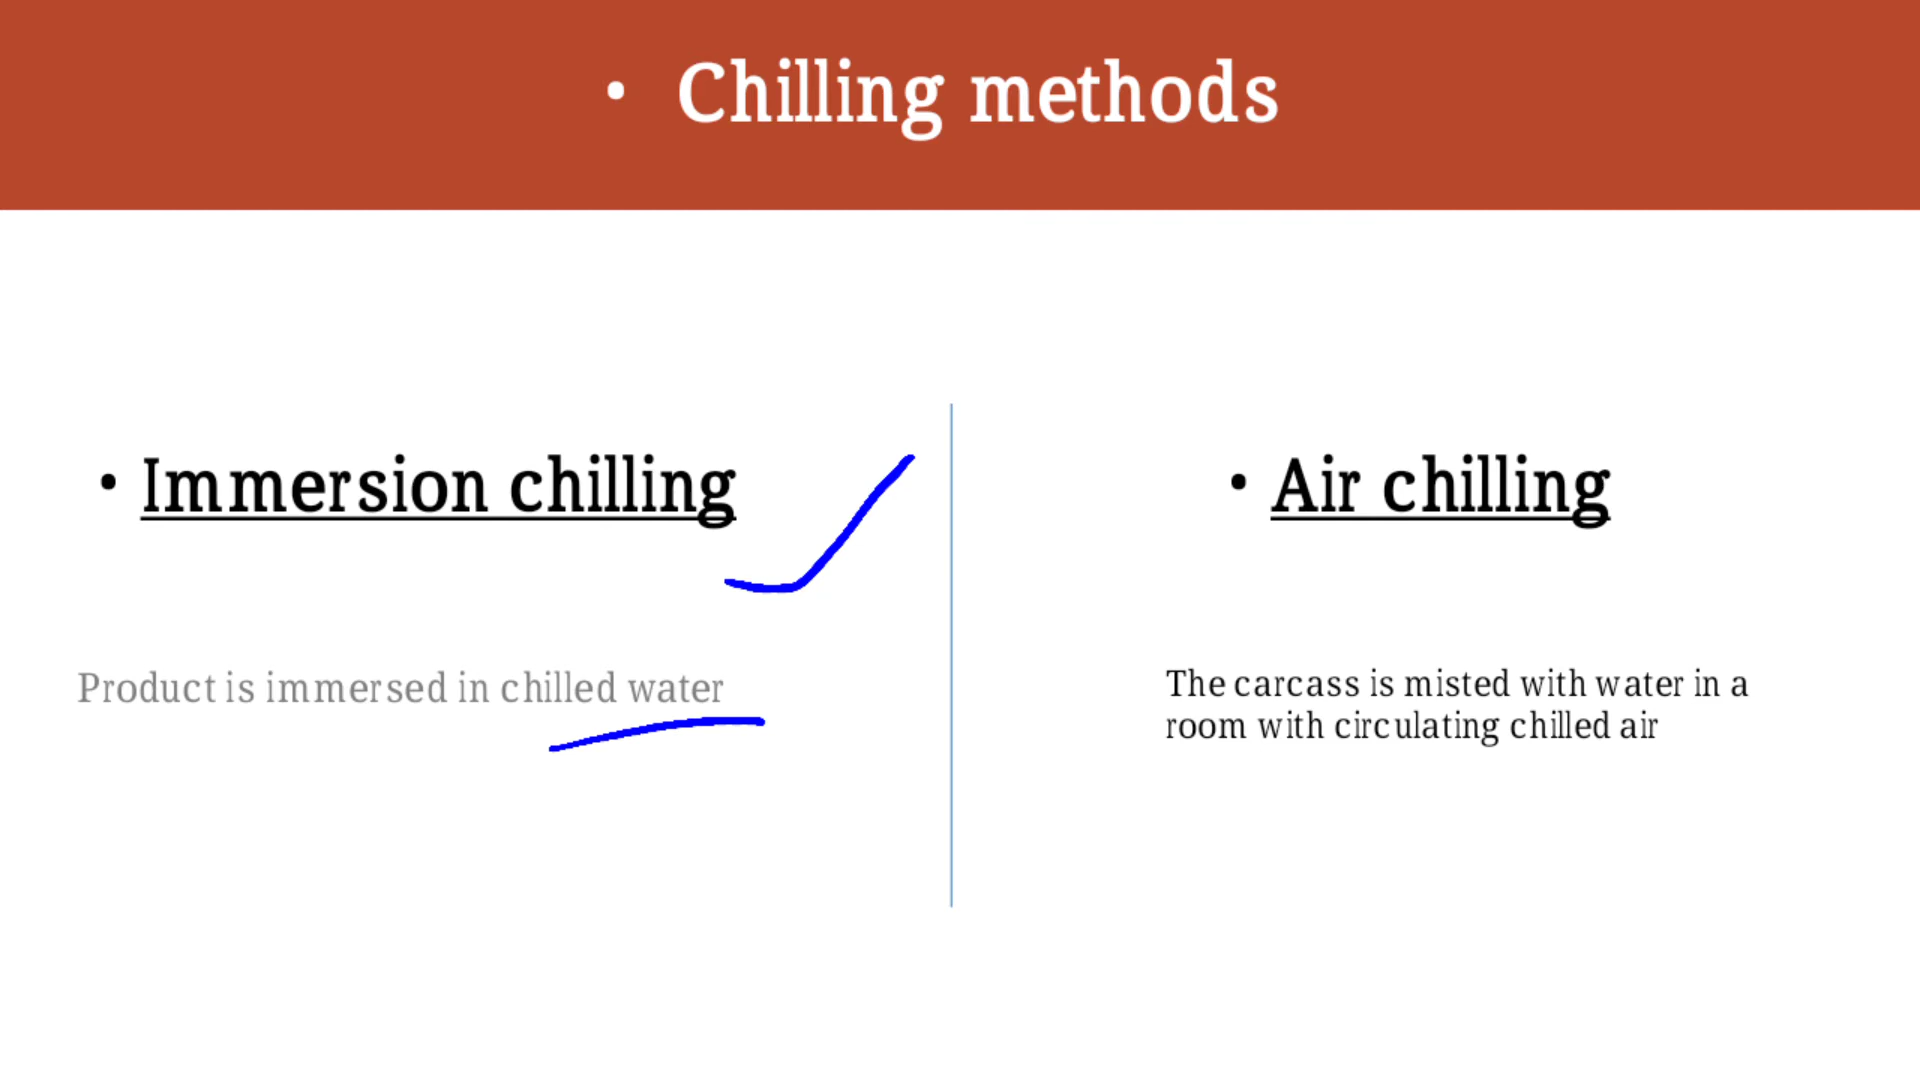 • Chilling methods
• Immersion chilling
Product is immersed in chilled water
• Air chilling
The carcass is misted with water in a
room with circulating chilled air